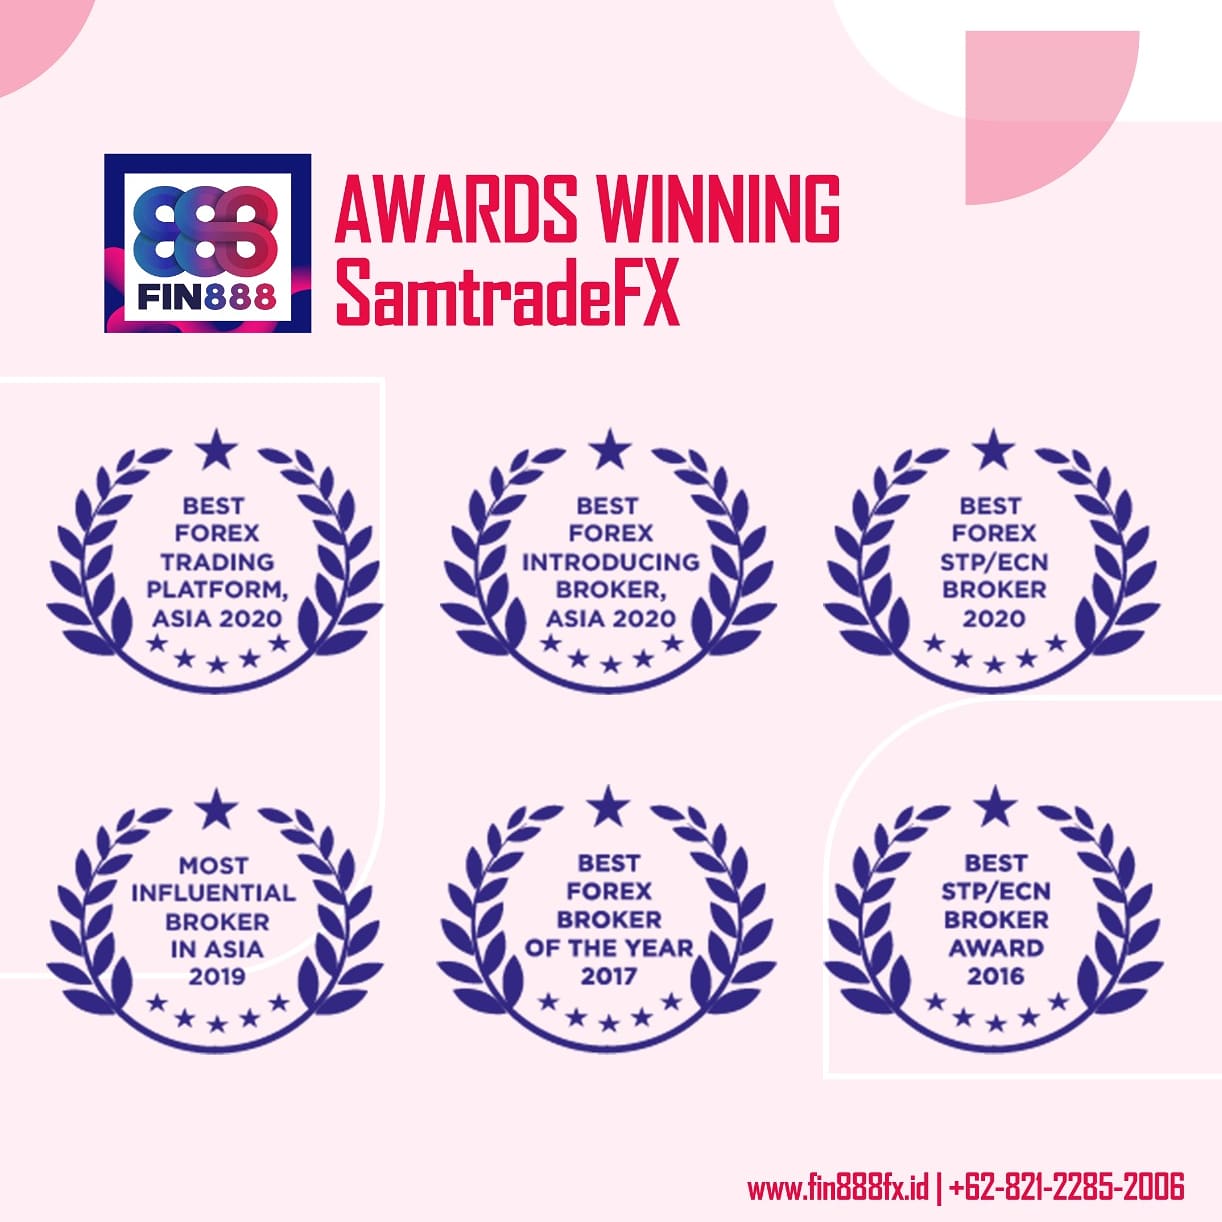 FIN888
AWARDS WINNING
SamtradeFX
BEST
FOREX
TRADING
PLATFORM,
ASIA 2020
BEST
FOREX
INTRODUCING
BROKER,
ASIA 2020
BEST
FOREX
STP/ECN
BROKER
2020
MOST
INFLUENTIAL
BROKER
IN ASIA
2019
BEST
FOREX
BROKER
OF THE YEAR
2017
BEST
STP/ECN
BROKER
AWARD
2016
www.fin888fx.id | +62-821-2285-2006